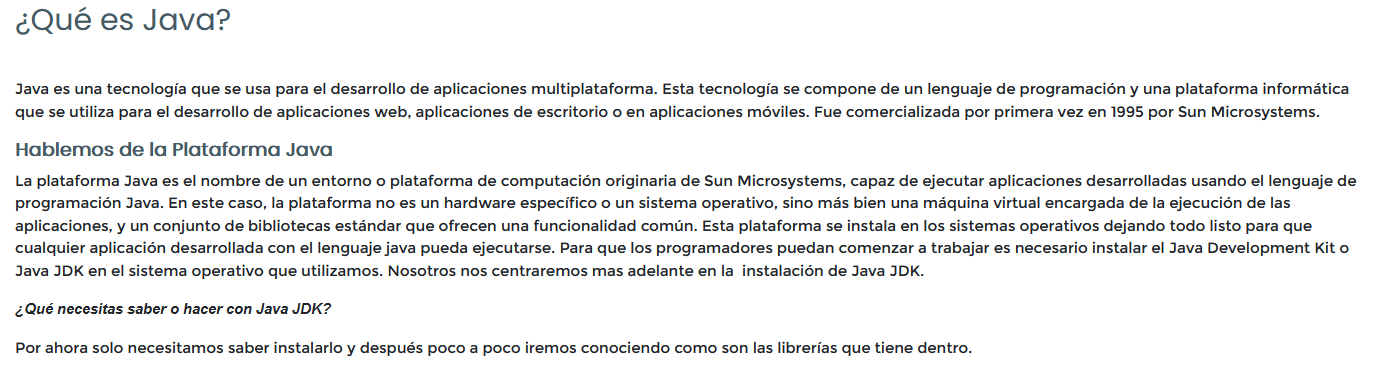 ¿Qué es Java?
Java es una tecnología que se usa para el desarrollo de aplicaciones multiplataforma. Esta tecnología se compone de un lenguaje de programación y una plataforma informática
que se utiliza para el desarrollo de aplicaciones web, aplicaciones de escritorio o en aplicaciones móviles. Fue comercializada por primera vez en 1995 por Sun Microsystems.
Hablemos de la Plataforma Java
La plataforma Java es el nombre de un entorno o plataforma de computación originaria de Sun Microsystems, capaz de ejecutar aplicaciones desarrolladas usando el lenguaje de
programación Java. En este caso, la plataforma no es un hardware específico o un sistema operativo, sino más bien una máquina virtual encargada de la ejecución de las
aplicaciones, y un conjunto de bibliotecas estándar que ofrecen una funcionalidad común. Esta plataforma se instala en los sistemas operativos dejando todo listo para que
cualquier aplicación desarrollada con el lenguaje java pueda ejecutarse. Para que los programadores puedan comenzar a trabajar es necesario instalar el Java Development Kit o
Java JDK en el sistema operativo que utilizamos. Nosotros nos centraremos mas adelante en la  instalación de Java JDK.
¿Qué necesitas saber o hacer con Java JDK?
Por ahora solo necesitamos saber instalarlo y después poco a poco iremos conociendo como son las librerías que tiene dentro.